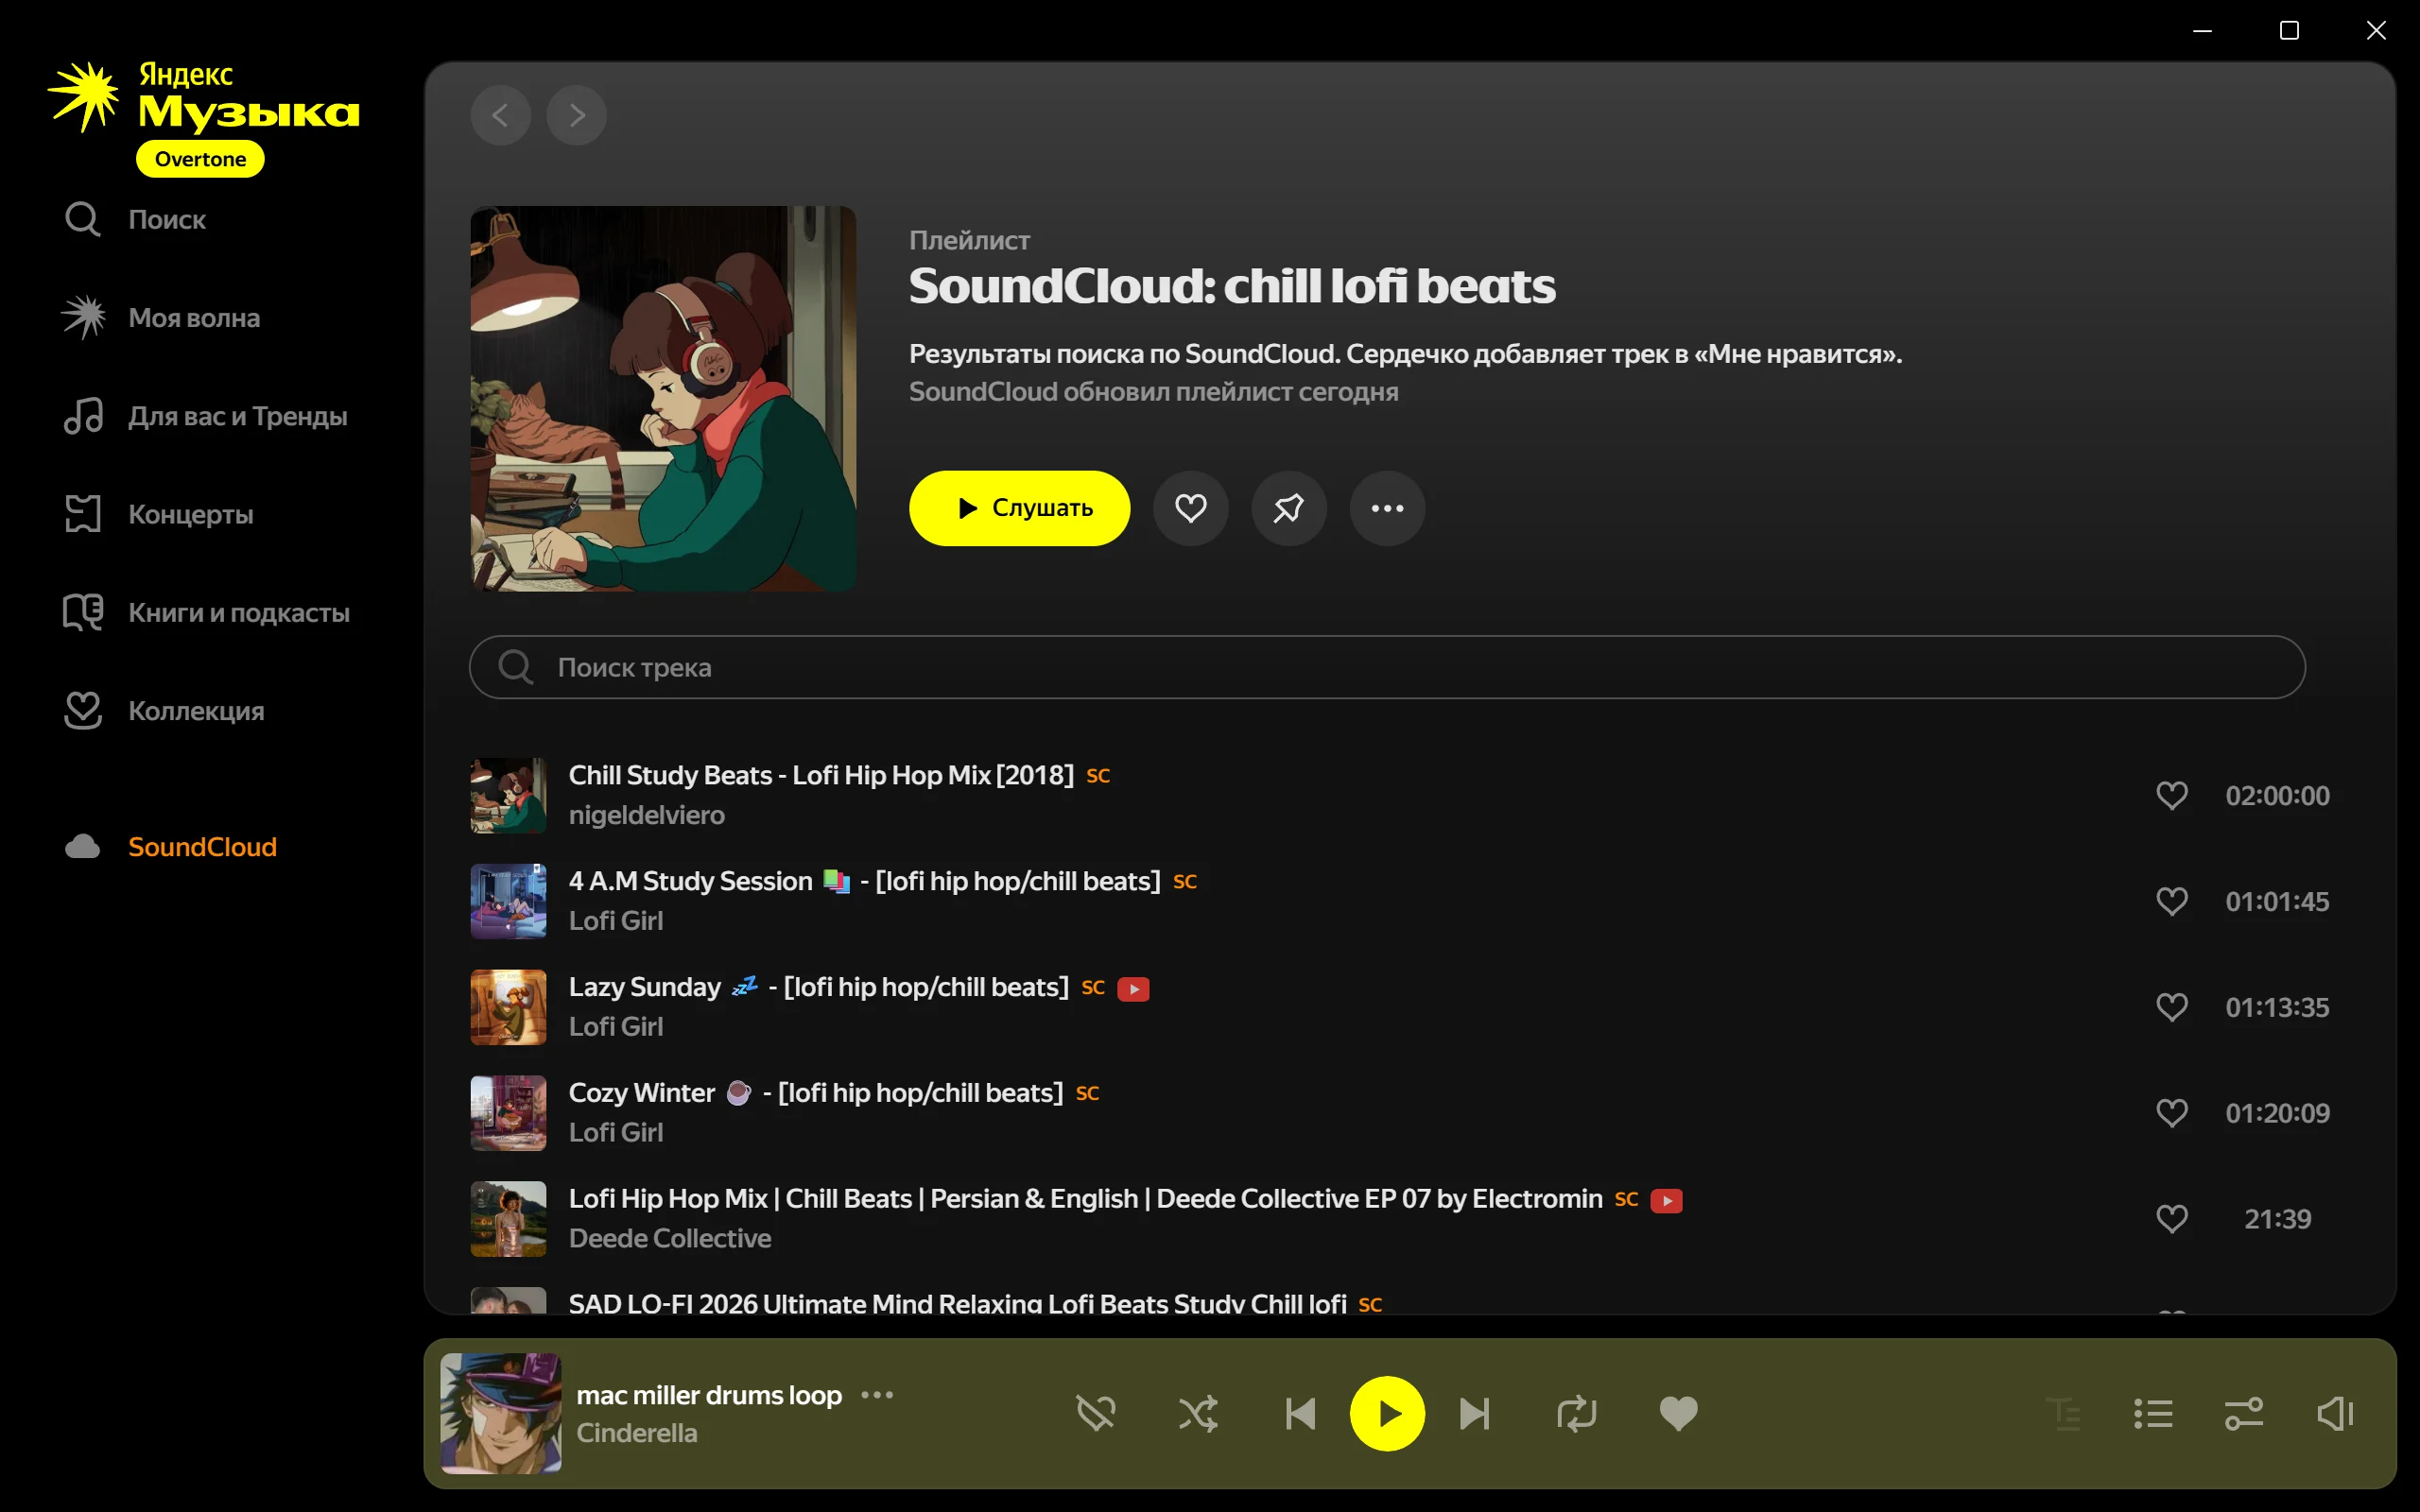 Яндекс
Музыка
Overtone
Поиск
Моя волна
Для вас и Тренды
Концерты
Книги и подкасты
Коллекция
SoundCloud
Плейлист
SoundCloud: chill lofi beats
Результаты поиска по SoundCloud. Сердечко добавляет трек в «Мне нравится».
SoundCloud обновил плейлист сегодня
Слушать
Поиск трека
Chill Study Beats - Lofi Hip Hop Mix [2018] SC
nigeldelviero
02:00:00
4 A.M Study Session 📚 - [lofi hip hop/chill beats] SC
Lofi Girl
01:01:45
Lazy Sunday 💤 - [lofi hip hop/chill beats] SC
Lofi Girl
01:13:35
Cozy Winter ☕ - [lofi hip hop/chill beats] SC
Lofi Girl
01:20:09
Lofi Hip Hop Mix | Chill Beats | Persian & English | Deede Collective EP 07 by Electromin SC
Deede Collective
21:39
SAD LO-FI 2026 Ultimate Mind Relaxing Lofi Beats Study Chill lofi SC
mac miller drums loop
Cinderella